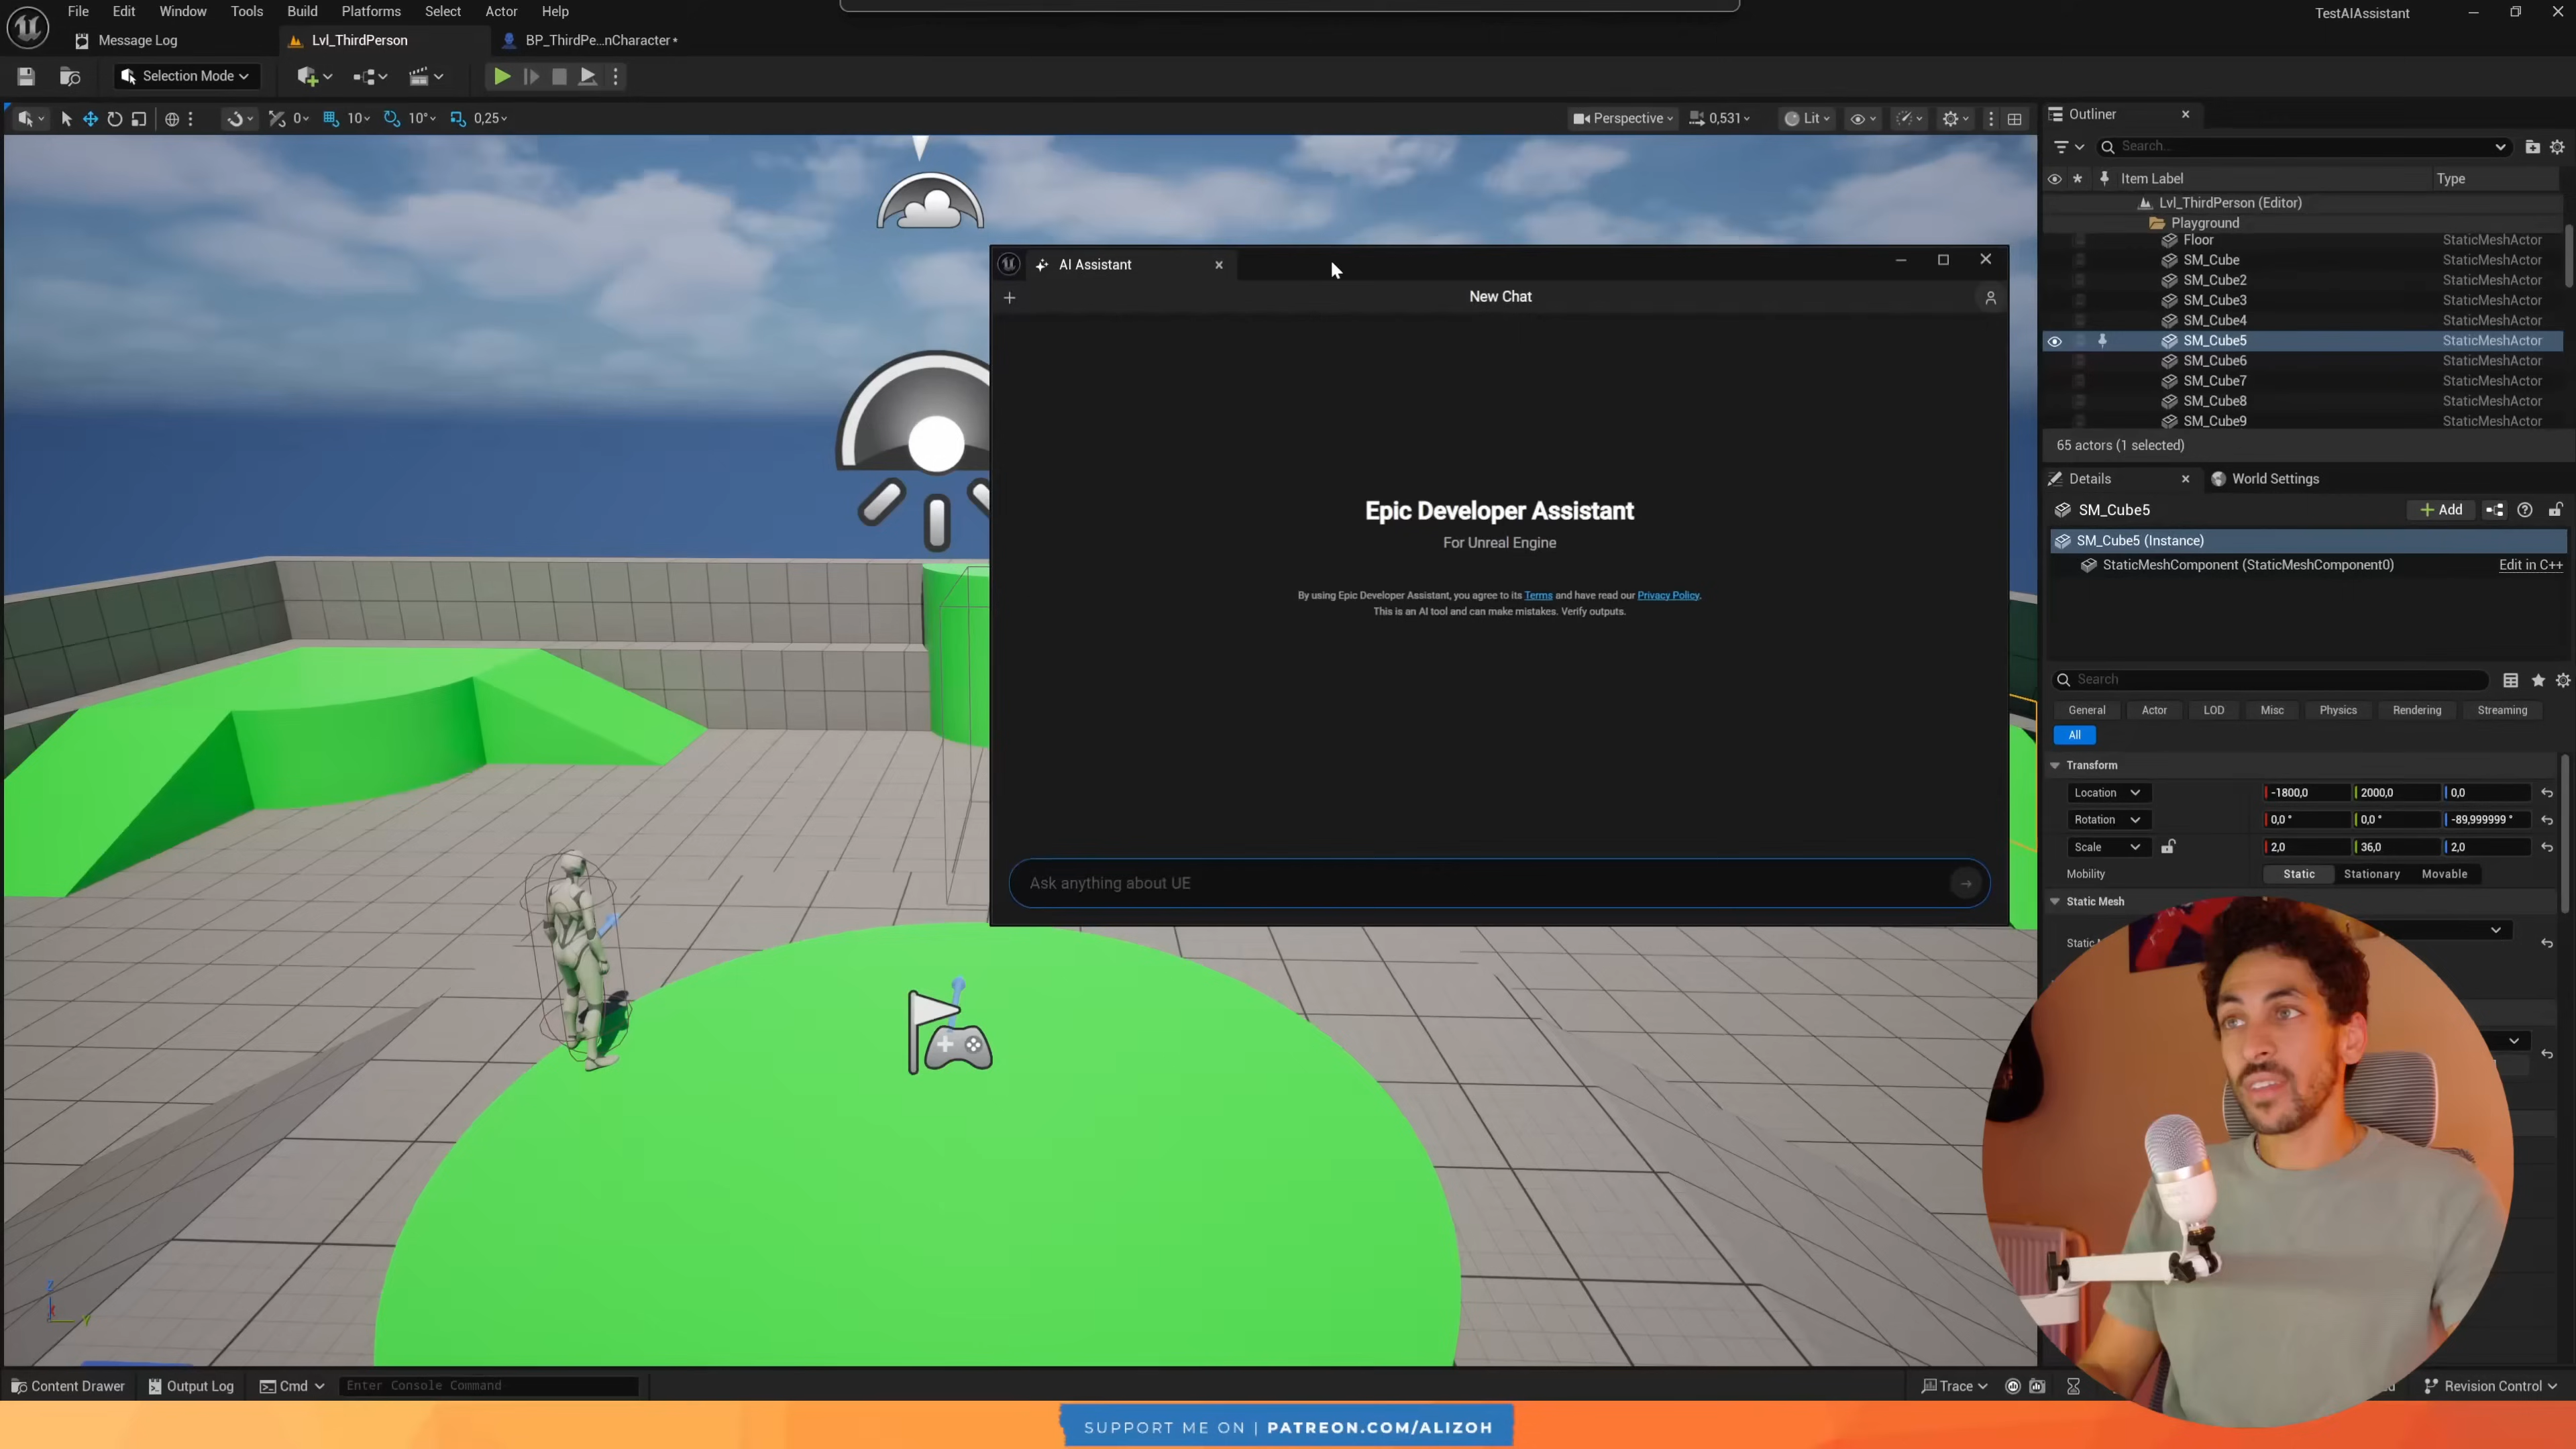 File Edit Window Tools Build Platforms Select Actor Help
TestAIAssistant
Message Log
Lvl_ThirdPerson
BP_ThirdPe...nCharacter*
Selection Mode
0
10
10°
0,25
Perspective
0,531
Lit
Outliner
Search...
Item Label
Type
Lvl_ThirdPerson (Editor)
Playground
Floor StaticMeshActor
SM_Cube StaticMeshActor
SM_Cube2 StaticMeshActor
SM_Cube3 StaticMeshActor
SM_Cube4 StaticMeshActor
SM_Cube5 StaticMeshActor
SM_Cube6 StaticMeshActor
SM_Cube7 StaticMeshActor
SM_Cube8 StaticMeshActor
SM_Cube9 StaticMeshActor
65 actors (1 selected)
AI Assistant
New Chat
Epic Developer Assistant
For Unreal Engine
By using Epic Developer Assistant, you agree to its Terms and have read our Privacy Policy.
This is an AI tool and can make mistakes. Verify outputs.
Ask anything about UE
Details
World Settings
SM_Cube5
+ Add
SM_Cube5 (Instance)
StaticMeshComponent (StaticMeshComponent0)
Edit in C++
Search
General Actor LOD Misc Physics Rendering Streaming
All
Transform
Location -1800,0 2000,0 0,0
Rotation 0,0 ° 0,0 ° -89,999999 °
Scale 2,0 36,0 2,0
Mobility Static Stationary Movable
Static Mesh
Z
Y
Content Drawer
Output Log
Cmd
Enter Console Command
Trace
Revision Control
SUPPORT ME ON | PATREON.COM/ALIZOH